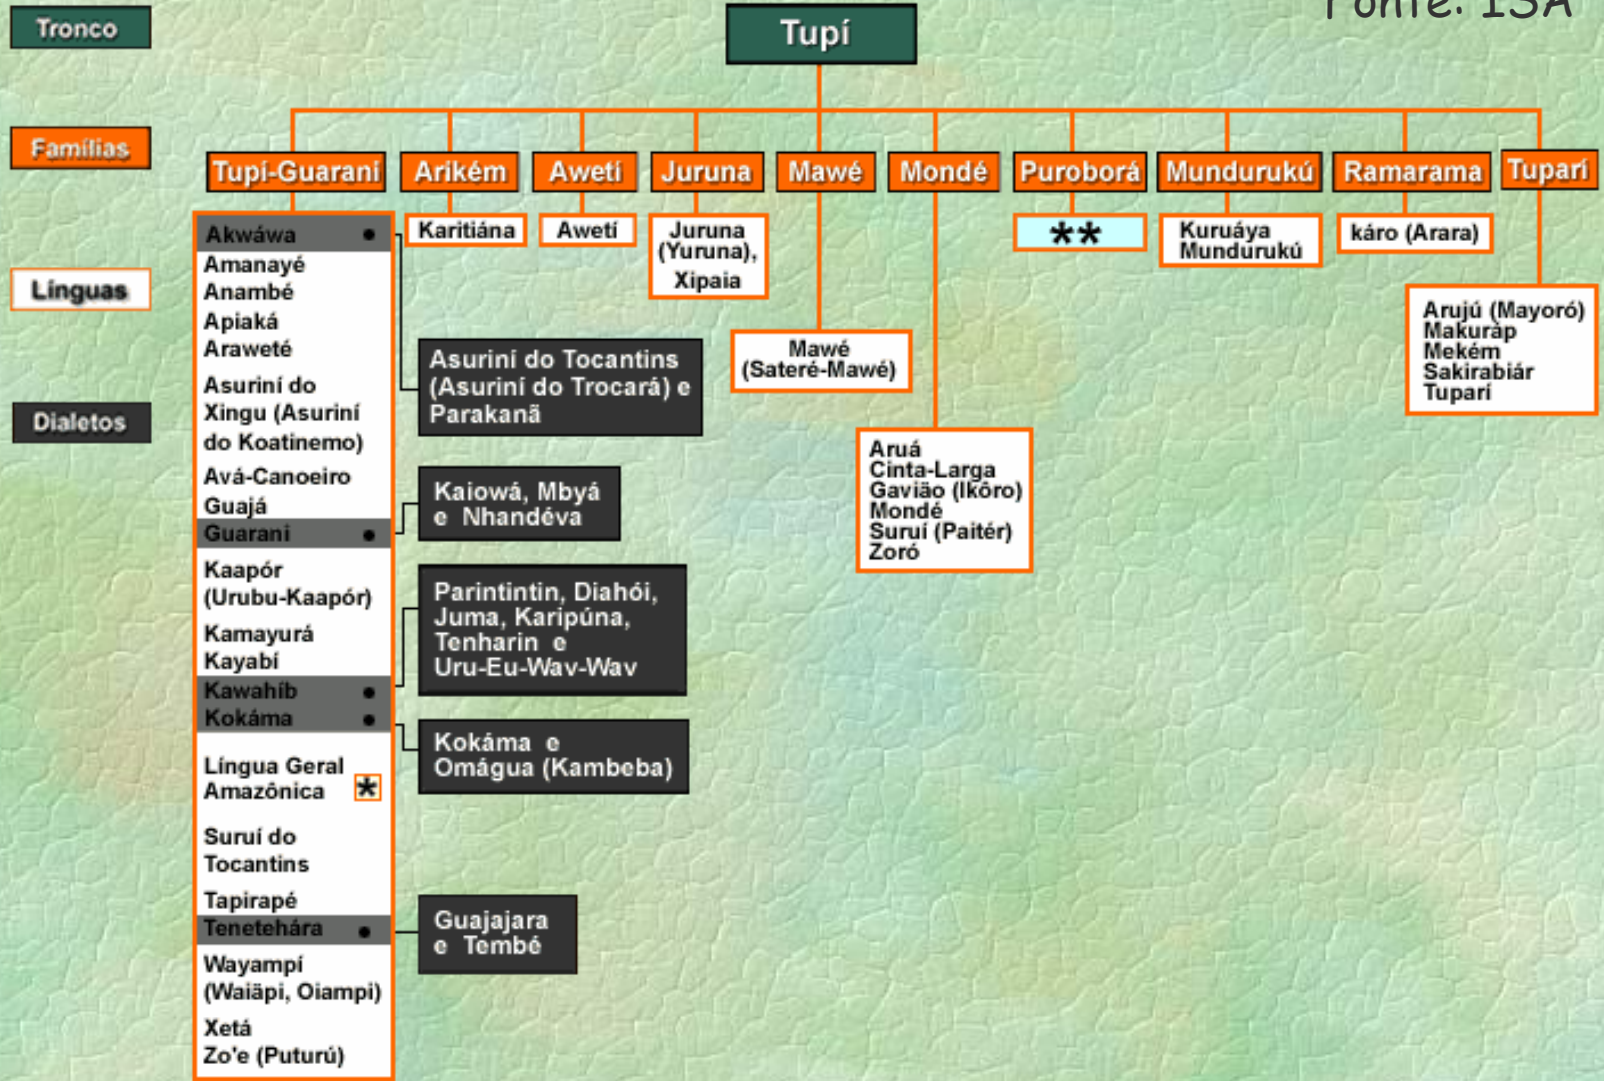 Fonte: ISA
Tronco
Tupí
Famílias
Tupí-Guarani
Arikém
Awetí
Juruna
Mawé
Mondé
Puroborá
Mundurukú
Ramarama
Tuparí
Línguas
Dialetos
Akwáwa
Amanayé
Anambé
Apiaká
Araweté
Asuriní do
Xingu (Asuriní
do Koatinemo)
Avá-Canoeiro
Guajá
Guarani
Kaapór
(Urubu-Kaapór)
Kamayurá
Kayabí
Kawahíb
Kokáma
Língua Geral
Amazônica *
Suruí do
Tocantins
Tapirapé
Tenetehára
Wayampí
(Waiãpi, Oiampi)
Xetá
Zo'e (Puturú)
Asuriní do Tocantins
(Asuriní do Trocará) e
Parakanã
Kaiowá, Mbyá
e Nhandéva
Parintintin, Diahói,
Juma, Karipúna,
Tenharin e
Uru-Eu-Wav-Wav
Kokáma e
Omágua (Kambeba)
Guajajara
e Tembé
Karitiána
Awetí
Juruna
(Yuruna),
Xipaia
Mawé
(Sateré-Mawé)
Aruá
Cinta-Larga
Gavião (Ikôro)
Mondé
Suruí (Paitér)
Zoró
**
Kuruáya
Mundurukú
káro (Arara)
Arujú (Mayoró)
Makuráp
Mekém
Sakirabiár
Tuparí